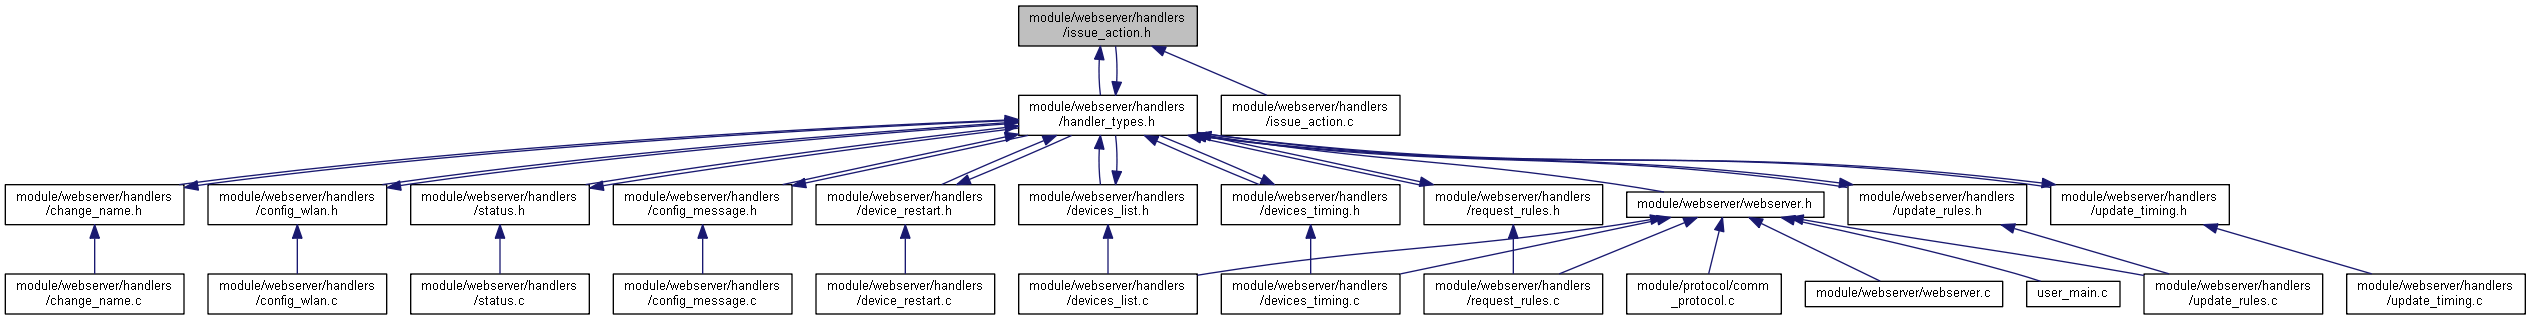 module/webserver/handlers
/issue_action.h
module/webserver/handlers
/handler_types.h
module/webserver/handlers
/issue_action.c
module/webserver/handlers
/change_name.h
module/webserver/handlers
/config_wlan.h
module/webserver/handlers
/status.h
module/webserver/handlers
/config_message.h
module/webserver/handlers
/device_restart.h
module/webserver/handlers
/devices_list.h
module/webserver/handlers
/devices_timing.h
module/webserver/handlers
/request_rules.h
module/webserver/webserver.h
module/webserver/handlers
/update_rules.h
module/webserver/handlers
/update_timing.h
module/webserver/handlers
/change_name.c
module/webserver/handlers
/config_wlan.c
module/webserver/handlers
/status.c
module/webserver/handlers
/config_message.c
module/webserver/handlers
/device_restart.c
module/webserver/handlers
/devices_list.c
module/webserver/handlers
/devices_timing.c
module/webserver/handlers
/request_rules.c
module/protocol/comm
_protocol.c
module/webserver/webserver.c
user_main.c
module/webserver/handlers
/update_rules.c
module/webserver/handlers
/update_timing.c